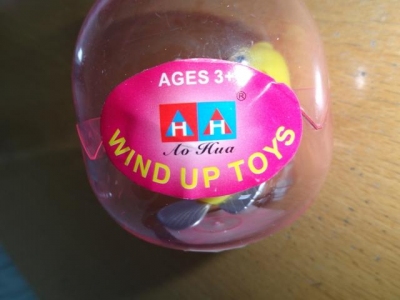 AGES 3+
®
H H
Ao Hua
WIND UP TOYS